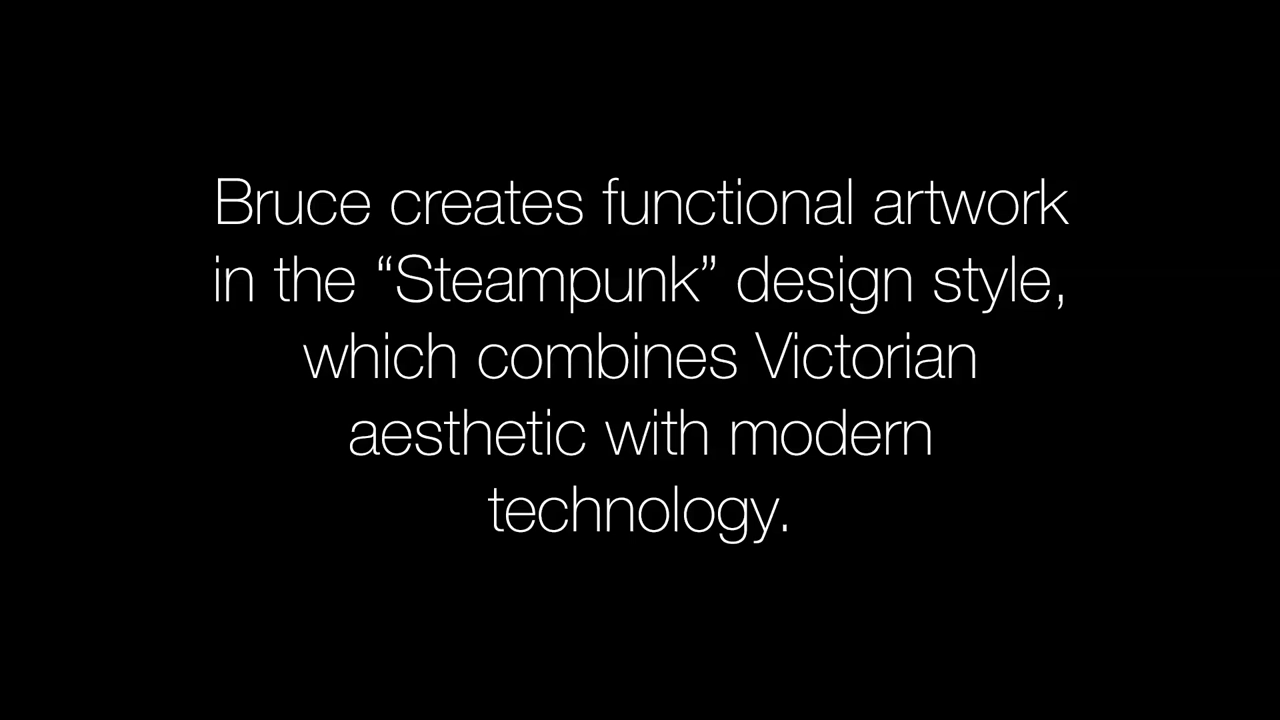 Bruce creates functional artwork
in the “Steampunk” design style,
which combines Victorian
aesthetic with modern
technology.